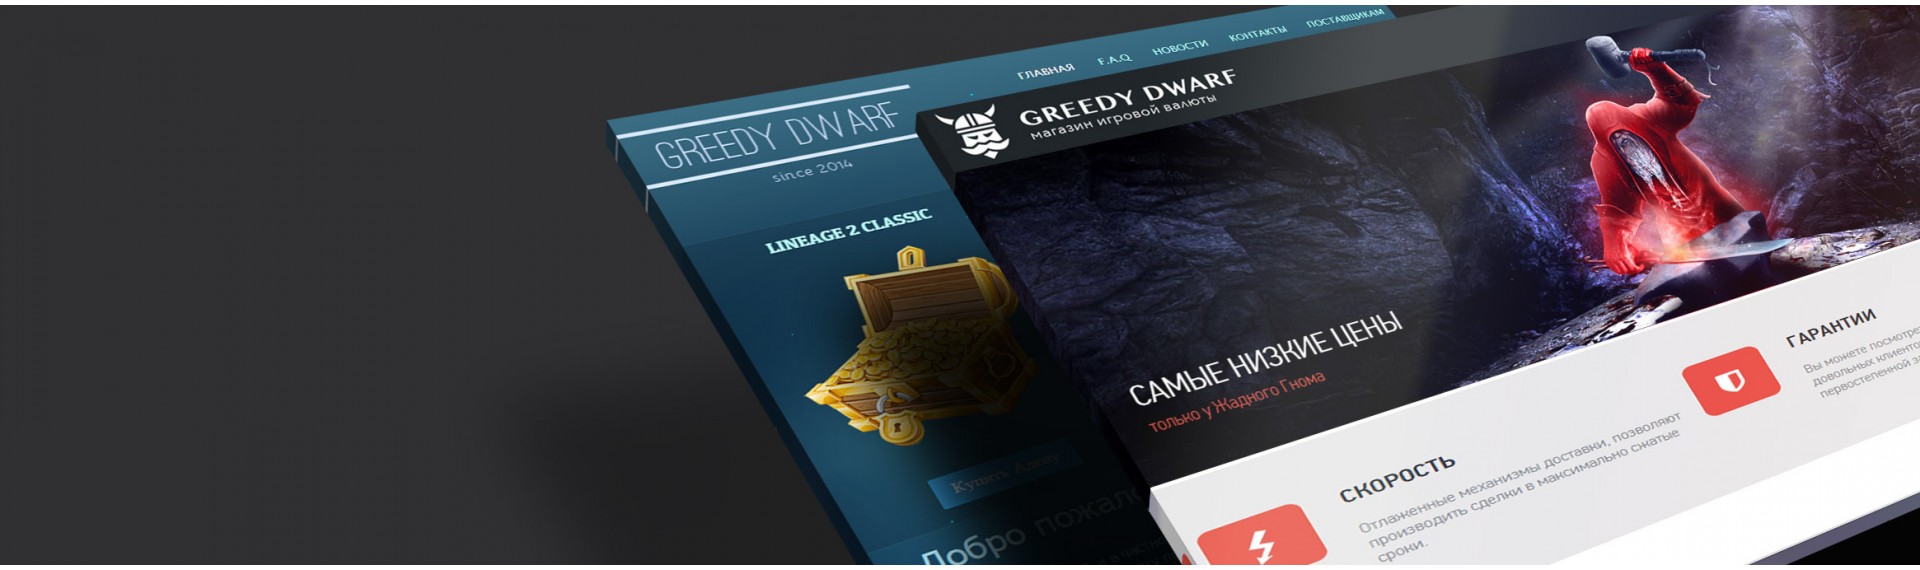 ГЛАВНАЯ
F.A.Q
НОВОСТИ
КОНТАКТЫ
ПОСТАВЩИКАМ
GREEDY DWARF
since 2014
LINEAGE 2 CLASSIC
Купить Адену
Добро пожало
GREEDY DWARF
магазин игровой валюты
САМЫЕ НИЗКИЕ ЦЕНЫ
только у Жадного Гнома
СКОРОСТЬ
Отлаженные механизмы доставки, позволяют
производить сделки в максимально сжатые
сроки.
ГАРАНТИИ
Вы можете посмотре
довольных клиенто
первостепенной з